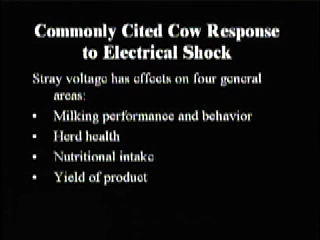 Commonly Cited Cow Response
to Electrical Shock
Stray voltage has effects on four general
areas:
• Milking performance and behavior
• Herd health
• Nutritional intake
• Yield of product